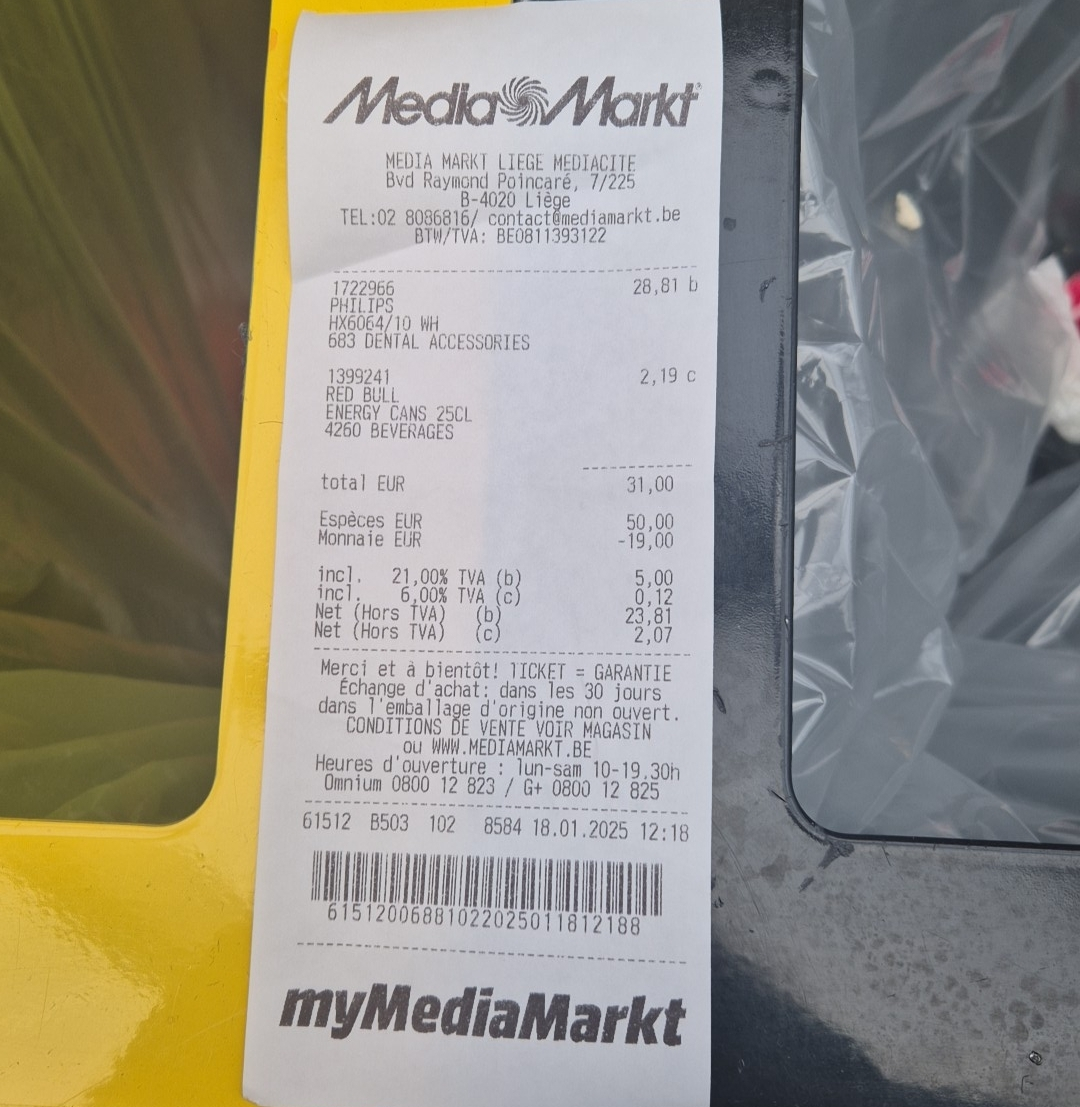 Media Markt
MEDIA MARKT LIEGE MEDIACITE
Bvd Raymond Poincaré, 7/225
B-4020 Liège
TEL:02 8086816/ contact@mediamarkt.be
BTW/TVA: BE0811393122
1722966 28,81 b
PHILIPS
HX6064/10 WH
683 DENTAL ACCESSORIES
1399241 2,19 c
RED BULL
ENERGY CANS 25CL
4260 BEVERAGES
total EUR 31,00
Espèces EUR 50,00
Monnaie EUR -19,00
incl. 21,00% TVA (b) 5,00
incl. 6,00% TVA (c) 0,12
Net (Hors TVA) (b) 23,81
Net (Hors TVA) (c) 2,07
Merci et à bientôt! TICKET = GARANTIE
Échange d'achat: dans les 30 jours
dans l'emballage d'origine non ouvert.
CONDITIONS DE VENTE VOIR MAGASIN
ou WWW.MEDIAMARKT.BE
Heures d'ouverture : lun-sam 10-19.30h
Omnium 0800 12 823 / G+ 0800 12 825
61512 B503 102 8584 18.01.2025 12:18
6151200688102202501181218​8
myMediaMarkt